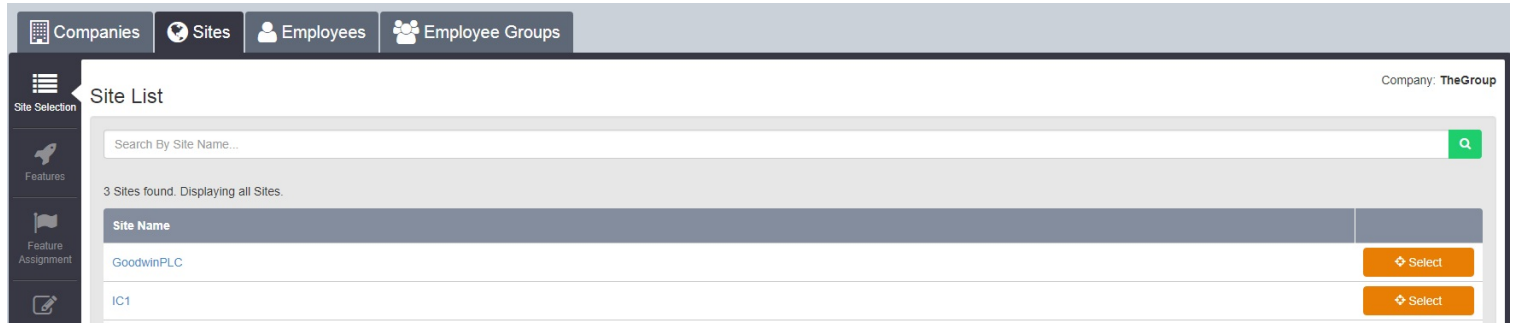 Companies
Sites
Employees
Employee Groups
Site Selection
Features
Feature
Assignment
Company: TheGroup
Site List
Search By Site Name...
3 Sites found. Displaying all Sites.
Site Name
GoodwinPLC
Select
IC1
Select